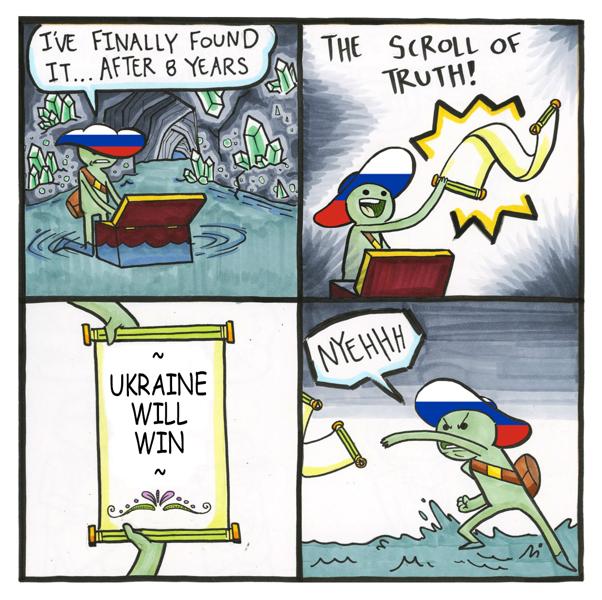 I'VE FINALLY FOUND
IT... AFTER 8 YEARS
THE SCROLL OF
TRUTH!
~
UKRAINE
WILL
WIN
~
NYEHHH